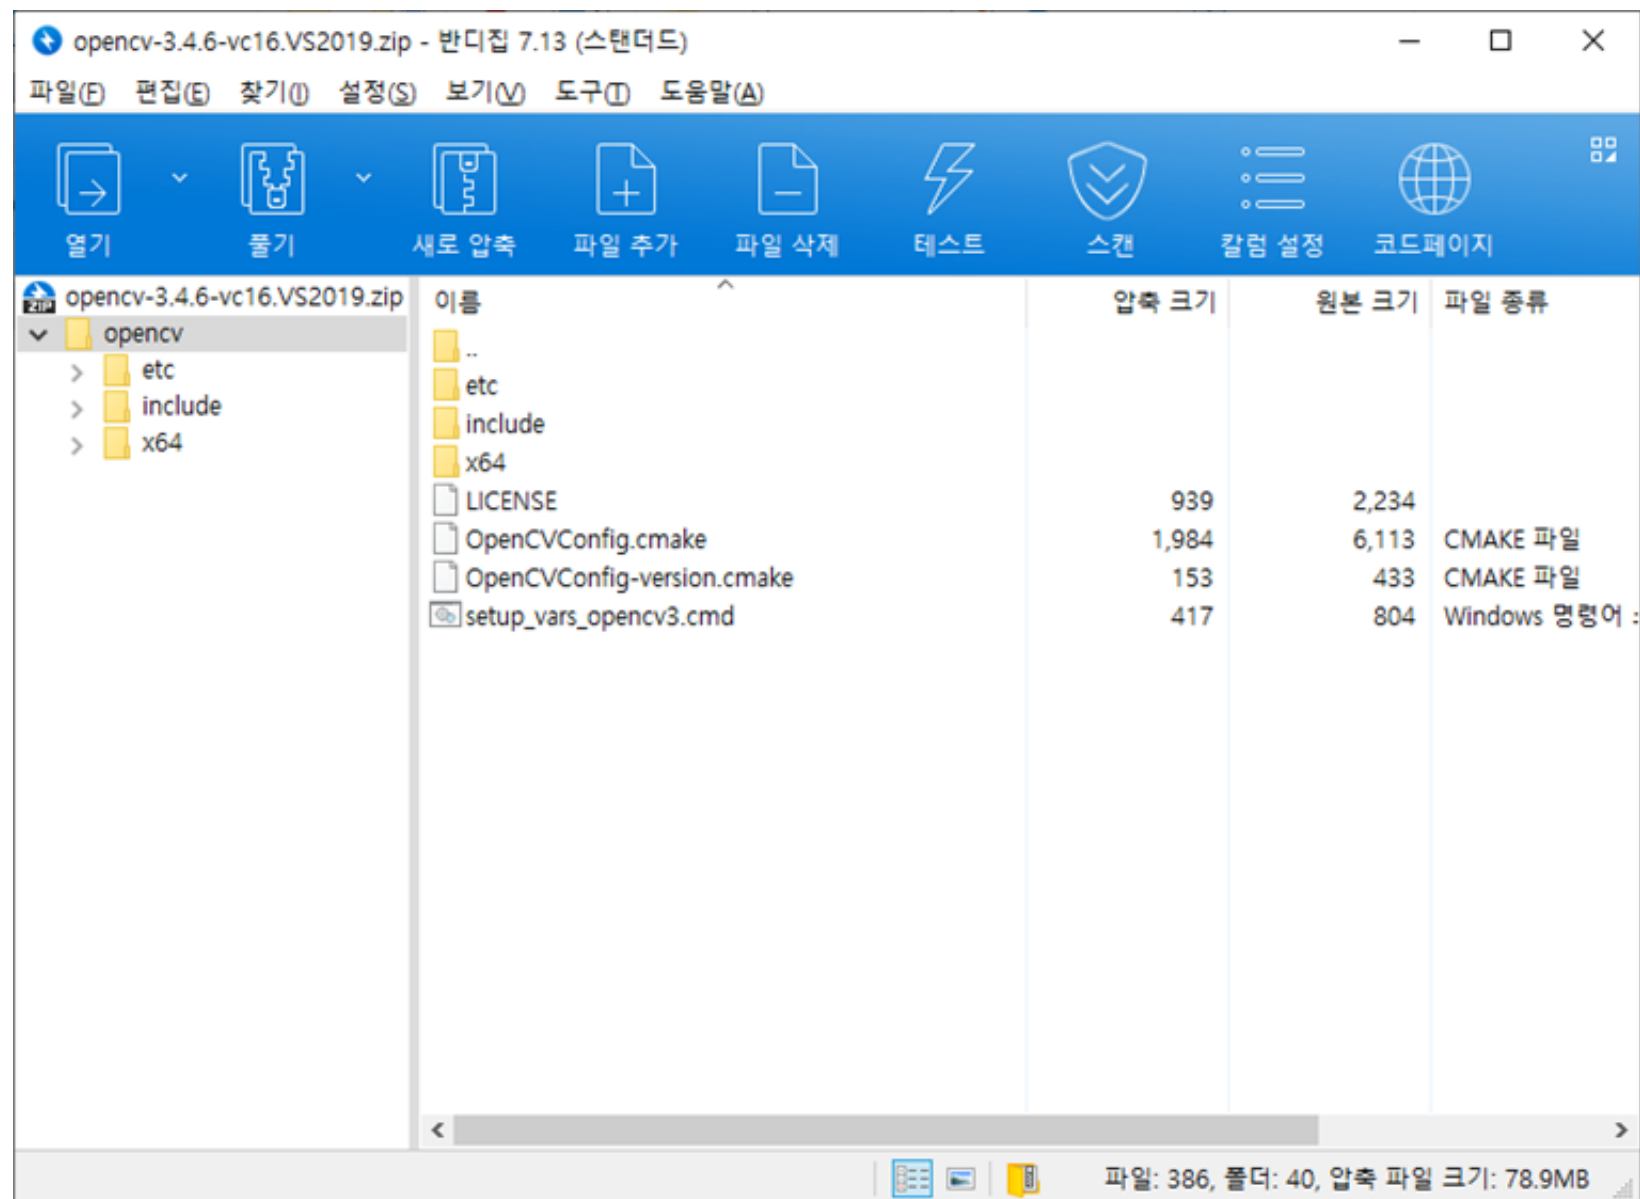 opencv-3.4.6-vc16.VS2019.zip - 반디집 7.13 (스탠더드)
파일(F) 편집(E) 찾기(I) 설정(S) 보기(V) 도구(T) 도움말(A)
열기 풀기 새로 압축 파일 추가 파일 삭제 테스트 스캔 칼럼 설정 코드페이지
opencv-3.4.6-vc16.VS2019.zip
opencv
etc
include
x64
이름 압축 크기 원본 크기 파일 종류
..
etc
include
x64
LICENSE 939 2,234
OpenCVConfig.cmake 1,984 6,113 CMAKE 파일
OpenCVConfig-version.cmake 153 433 CMAKE 파일
setup_vars_opencv3.cmd 417 804 Windows 명령어
파일: 386, 폴더: 40, 압축 파일 크기: 78.9MB